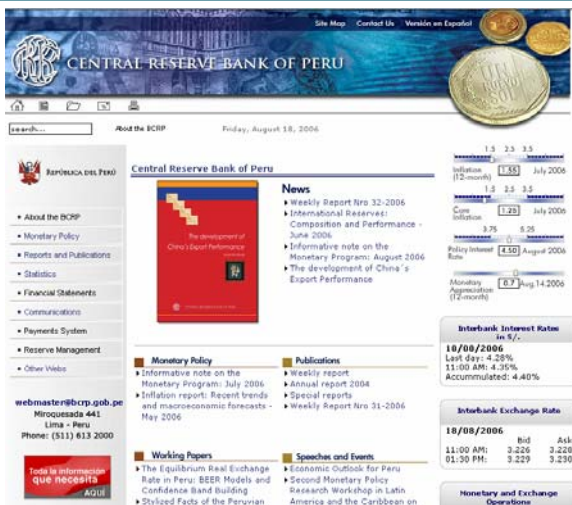 Site Map Contact Us Versión en Español
CENTRAL RESERVE BANK OF PERU
search...
About the BCRP
Friday, August 18, 2006
REPÚBLICA DEL PERÚ
• About the BCRP
• Monetary Policy
• Reports and Publications
• Statistics
• Financial Statements
• Communications
• Payments System
• Reserve Management
• Other Webs
webmaster@bcrp.gob.pe
Miroquesada 441
Lima - Peru
Phone: (511) 613 2000
Toda la información
que necesita
AQUÍ
Central Reserve Bank of Peru
The development of
China's Export Performance
News
Weekly Report Nro 32-2006
International Reserves:
Composition and Performance -
June 2006
Informative note on the
Monetary Program: August 2006
The development of China´s
Export Performance
Monetary Policy
Informative note on the
Monetary Program: July 2006
Inflation report: Recent trends
and macroeconomic forecasts -
May 2006
Publications
Weekly report
Annual report 2004
Special reports
Weekly Report Nro 31-2006
Working Papers
The Equilibrium Real Exchange
Rate in Peru: BEER Models and
Confidence Band Building
Stylized Facts of the Peruvian
Speeches and Events
Economic Outlook for Peru
Second Monetary Policy
Research Workshop in Latin
America and the Caribbean on
1.5 2.5 3.5
Inflation
(12-month)
1.55 July 2006
1.5 2.5 3.5
Core
Inflation
1.25 July 2006
3.75 5.25
Policy Interest
Rate
4.50 August 2006
Monetary
Appreciation
(12-month)
0.7 Aug.14.2006
Interbank Interest Rates
in S/.
18/08/2006
Last day: 4.28%
11:00 AM: 4.35%
Accummulated: 4.40%
Interbank Exchange Rate
18/08/2006
Bid Ask
11:00 AM: 3.226 3.228
01:30 PM: 3.229 3.230
Monetary and Exchange
Operations